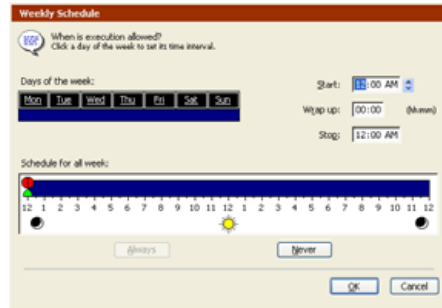 Weekly Schedule
When is execution allowed?
Click a day of the week to set its time interval.
Days of the week:
Mon Tue Wed Thu Fri Sat Sun
Start: 12:00 AM
Wrap up: 00:00 (hh:mm)
Stop: 12:00 AM
Schedule for all week:
12 1 2 3 4 5 6 7 8 9 10 11 12 1 2 3 4 5 6 7 8 9 10 11 12
Always Never
OK Cancel